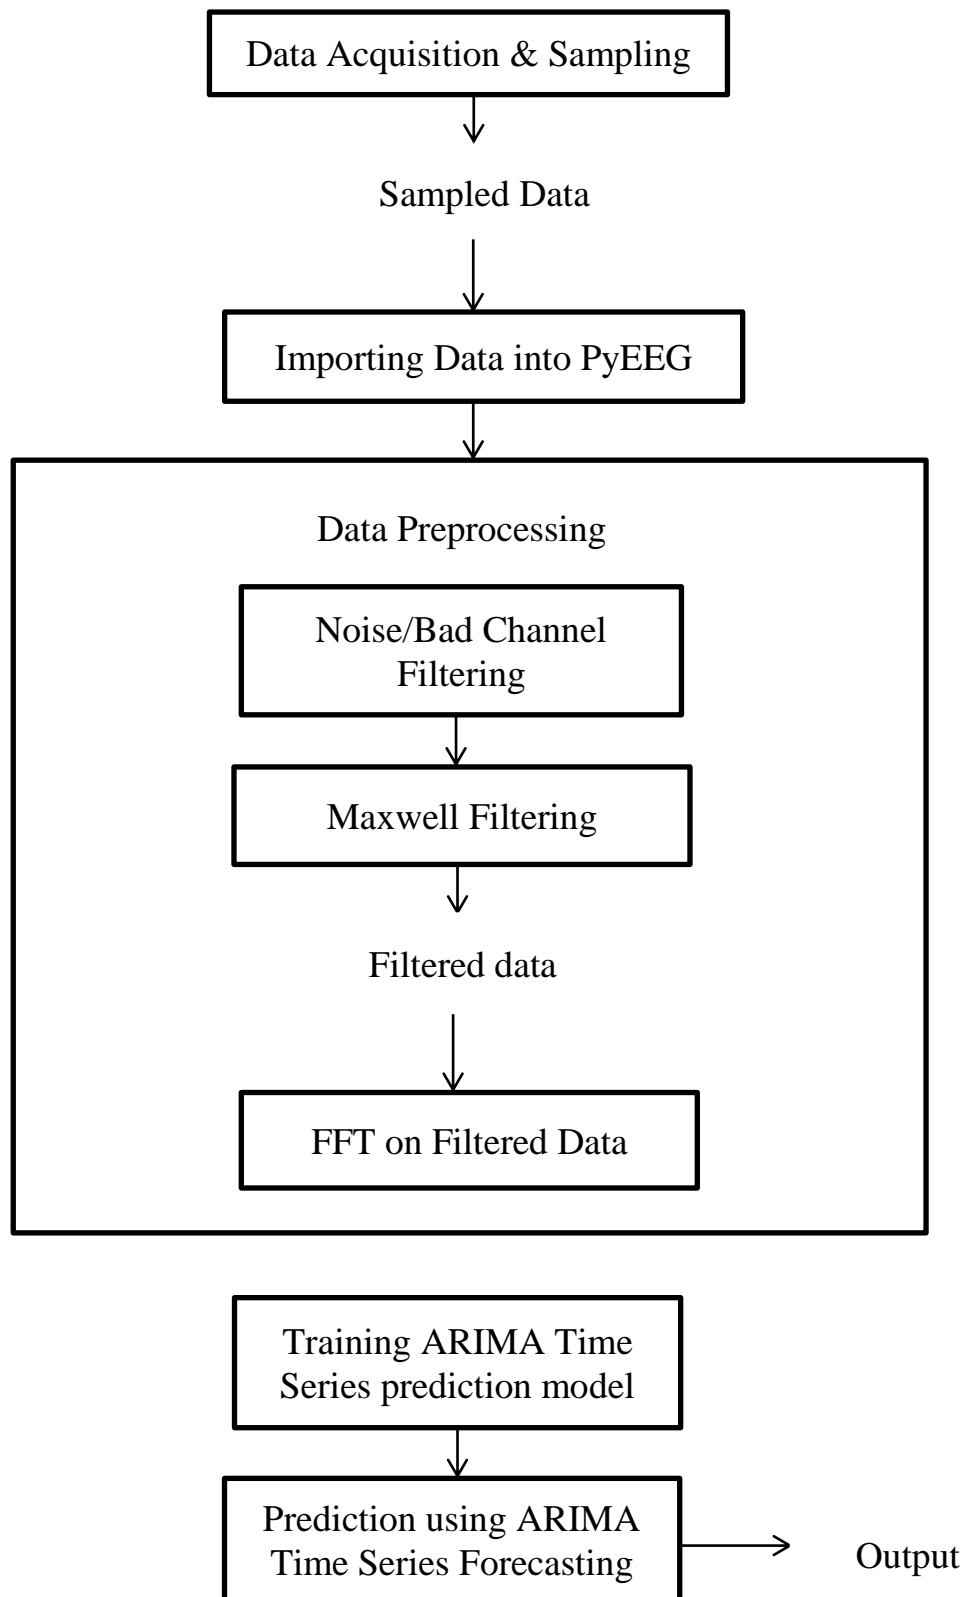 Data Acquisition & Sampling
Sampled Data
Importing Data into PyEEG
Data Preprocessing
Noise/Bad Channel
Filtering
Maxwell Filtering
Filtered data
FFT on Filtered Data
Training ARIMA Time
Series prediction model
Prediction using ARIMA
Time Series Forecasting
Output